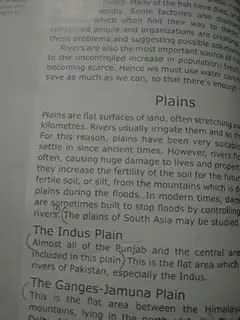 rivers. Many of the fish have died, and
Some factories also dump
which often find their way to the
concerned people and organizations are
these problems and suggesting possible solutions
Rivers are also the most important source of
to the uncontrolled increase in population,
becoming scarce. Hence we must use water
save as much as we can, so that there's enough
Plains
Plains are flat surfaces of land, often stretching
kilometres. Rivers usually irrigate them and so
For this reason, plains have been very suitable
settle in since ancient times. However, rivers
often, causing huge damage to lives and
they increase the fertility of the soil for the future
fertile soil, or silt, from the mountains which is
plains during the floods. In modern times, dams
are sometimes built to stop floods by controlling
rivers. The plains of South Asia may be studied
The Indus Plain
Almost all of the Punjab and the central are
included in this plain. This is the flat area which
rivers of Pakistan, especially the Indus.
The Ganges-Jamuna Plain
This is the flat area between the Himalaya
mountains, lying in the